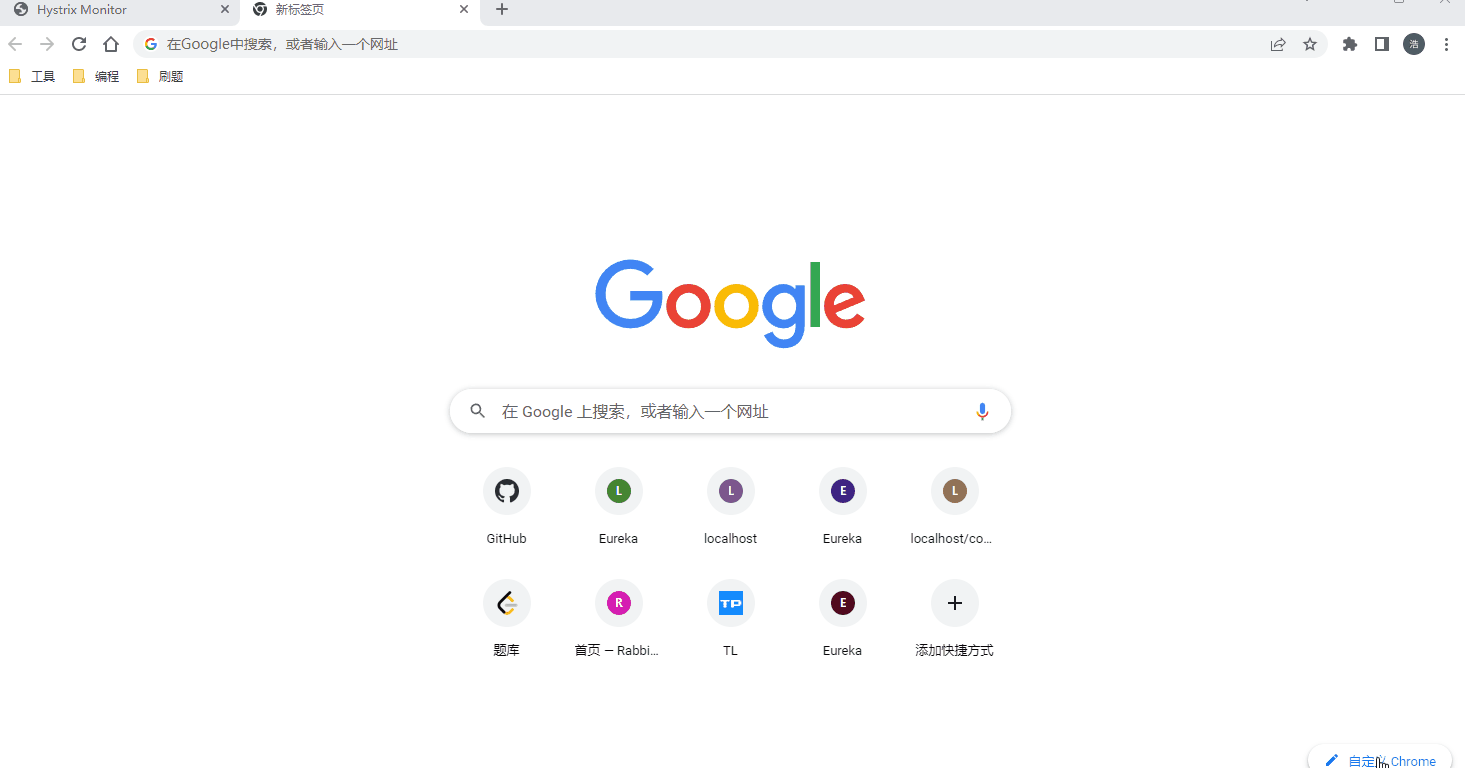 Hystrix Monitor
新标签页
在Google中搜索，或者输入一个网址
浩
工具
编程
刷题
Google
在 Google 上搜索，或者输入一个网址
L
L
E
L
GitHub
Eureka
localhost
Eureka
localhost/co...
R
TP
E
题库
首页 — Rabbi...
TL
Eureka
添加快捷方式
自定义 Chrome